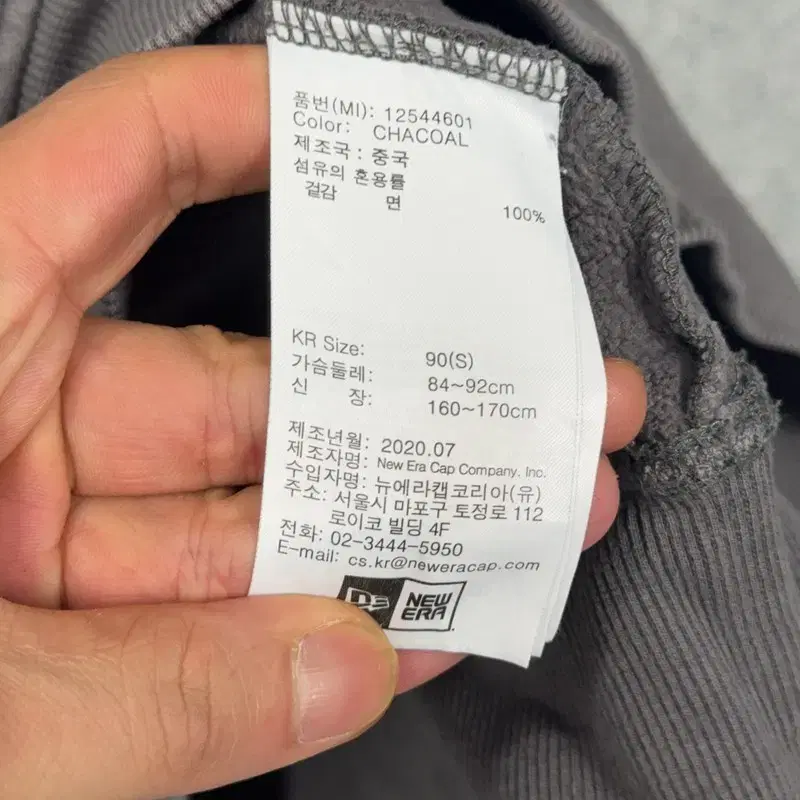 품번(MI): 12544601
Color: CHACOAL
제조국 : 중국
섬유의 혼용률
겉감 면 100%
KR Size: 90(S)
가슴둘레: 84~92cm
신 장: 160~170cm
제조년월: 2020.07
제조자명: New Era Cap Company, Inc.
수입자명: 뉴에라캡코리아(유)
주소: 서울시 마포구 토정로 112
로이코 빌딩 4F
전화: 02-3444-5950
E-mail: cs.kr@neweracap.com
NEW
ERA